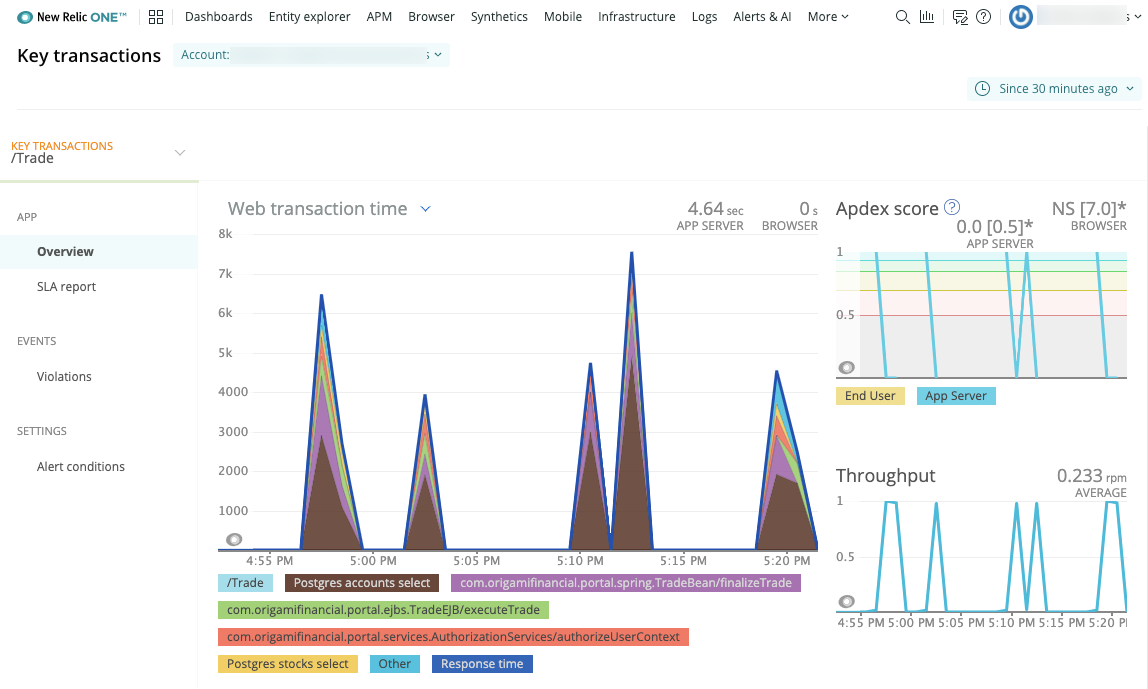 New Relic ONE™ Dashboards Entity explorer APM Browser Synthetics Mobile Infrastructure Logs Alerts & AI More
Key transactions Account:
Since 30 minutes ago
KEY TRANSACTIONS
/Trade
APP
Overview
SLA report
EVENTS
Violations
SETTINGS
Alert conditions
Web transaction time
4.64 sec
APP SERVER
0 s
BROWSER
8k
7k
6k
5k
4000
3000
2000
1000
4:55 PM 5:00 PM 5:05 PM 5:10 PM 5:15 PM 5:20 PM
/Trade Postgres accounts select com.origamifinancial.portal.spring.TradeBean/finalizeTrade
com.origamifinancial.portal.ejbs.TradeEJB/executeTrade
com.origamifinancial.portal.services.AuthorizationServices/authorizeUserContext
Postgres stocks select Other Response time
Apdex score ?
0.0 [0.5]*
APP SERVER
NS [7.0]*
BROWSER
1
0.5
End User App Server
Throughput
0.233 rpm
AVERAGE
1
0.5
4:55 PM 5:00 PM 5:05 PM 5:10 PM 5:15 PM 5:20